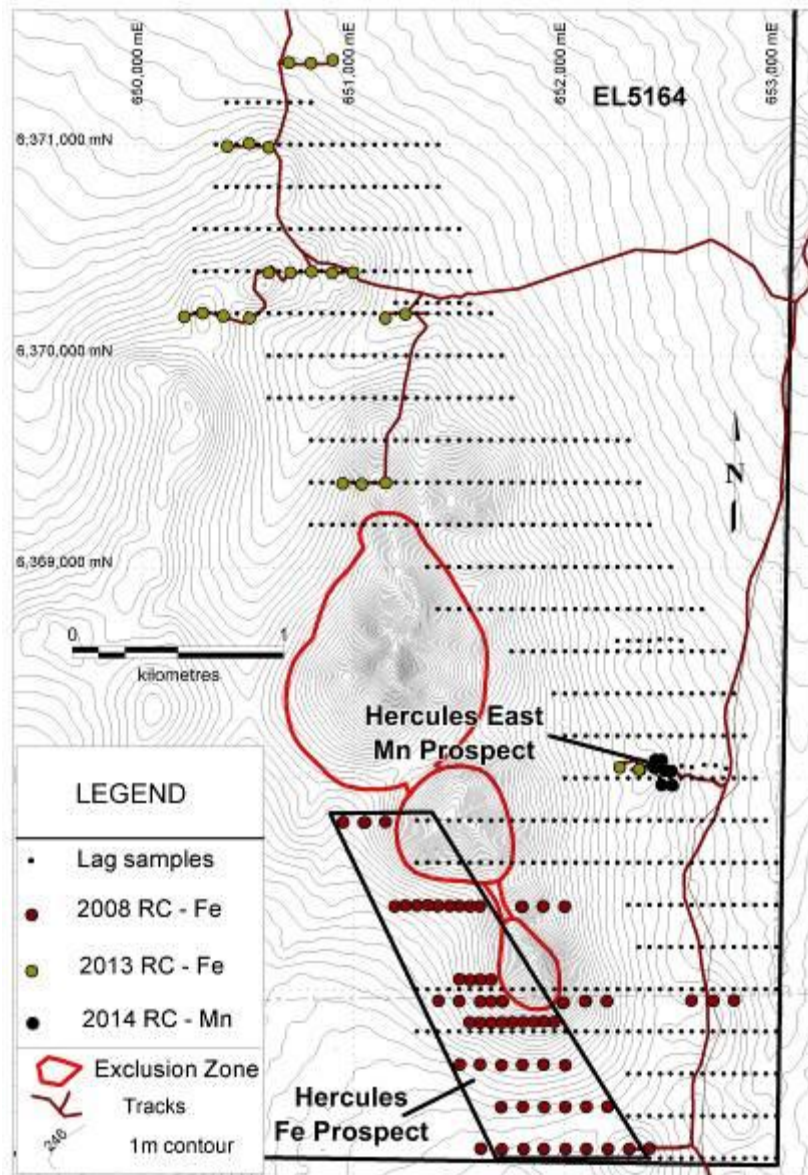 650,000 mE
651,000 mE
652,000 mE
653,000 mE
EL5164
6,371,000 mN
6,370,000 mN
N
6,369,000 mN
0
1
kilometres
Hercules East
Mn Prospect
LEGEND
Lag samples
2008 RC - Fe
2013 RC - Fe
2014 RC - Mn
Exclusion Zone
Tracks
246
1m contour
Hercules
Fe Prospect